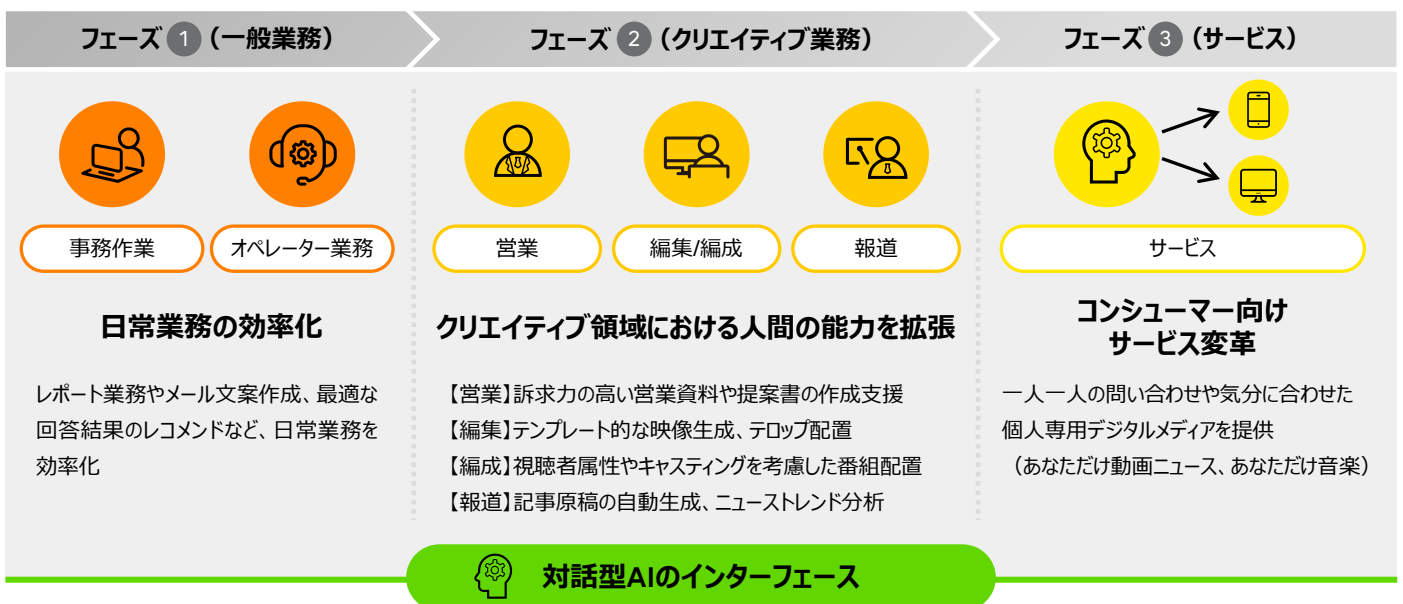 フェーズ 1 (一般業務)
フェーズ 2 (クリエイティブ業務)
フェーズ 3 (サービス)
事務作業
オペレーター業務
営業
編集/編成
報道
サービス
日常業務の効率化
クリエイティブ領域における人間の能力を拡張
コンシューマー向け
サービス変革
レポート業務やメール文案作成、最適な
回答結果のレコメンドなど、日常業務を
効率化
【営業】訴求力の高い営業資料や提案書の作成支援
【編集】テンプレート的な映像生成、テロップ配置
【編成】視聴者属性やキャスティングを考慮した番組配置
【報道】記事原稿の自動生成、ニューストレンド分析
一人一人の問い合わせや気分に合わせた
個人専用デジタルメディアを提供
(あなただけ動画ニュース、あなただけ音楽)
対話型AIのインターフェース